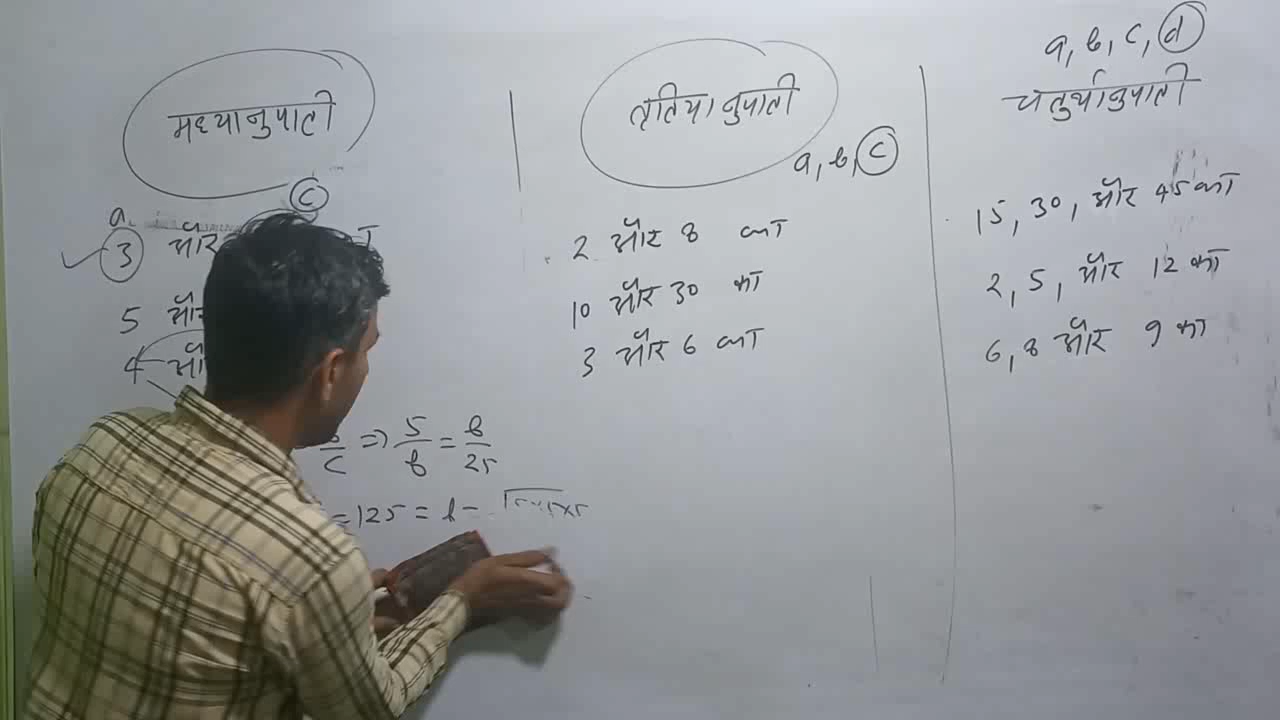 मध्यानुपाती
c
a
3 और
5 और
4
c ⇒ 5/b = b/25
= 125 = b
तृतियानुपाती
a, b, c
2 और 8 का
10 और 30 का
3 और 6 का
a, b, c, d
चतुर्थानुपाती
15, 30, और 45 का
2, 5, और 12 का
6, 8 और 9 का